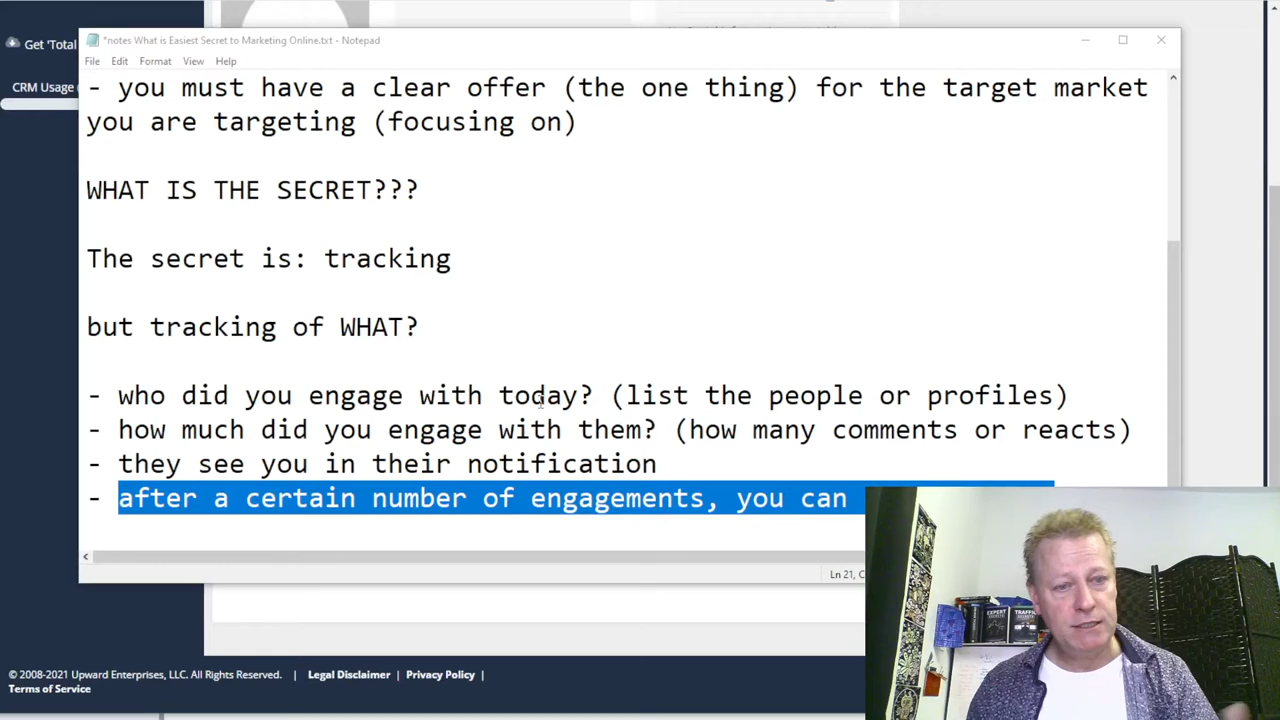 Get 'Total
CRM Usage
*notes What is Easiest Secret to Marketing Online.txt - Notepad
File Edit Format View Help
- you must have a clear offer (the one thing) for the target market
you are targeting (focusing on)
WHAT IS THE SECRET???
The secret is: tracking
but tracking of WHAT?
- who did you engage with today? (list the people or profiles)
- how much did you engage with them? (how many comments or reacts)
- they see you in their notification
- after a certain number of engagements, you can
Ln 21, C
EXPERT
SECRETS
TRAFFIC
SECRETS
© 2008-2021 Upward Enterprises, LLC. All Rights Reserved. | Legal Disclaimer | Privacy Policy |
Terms of Service